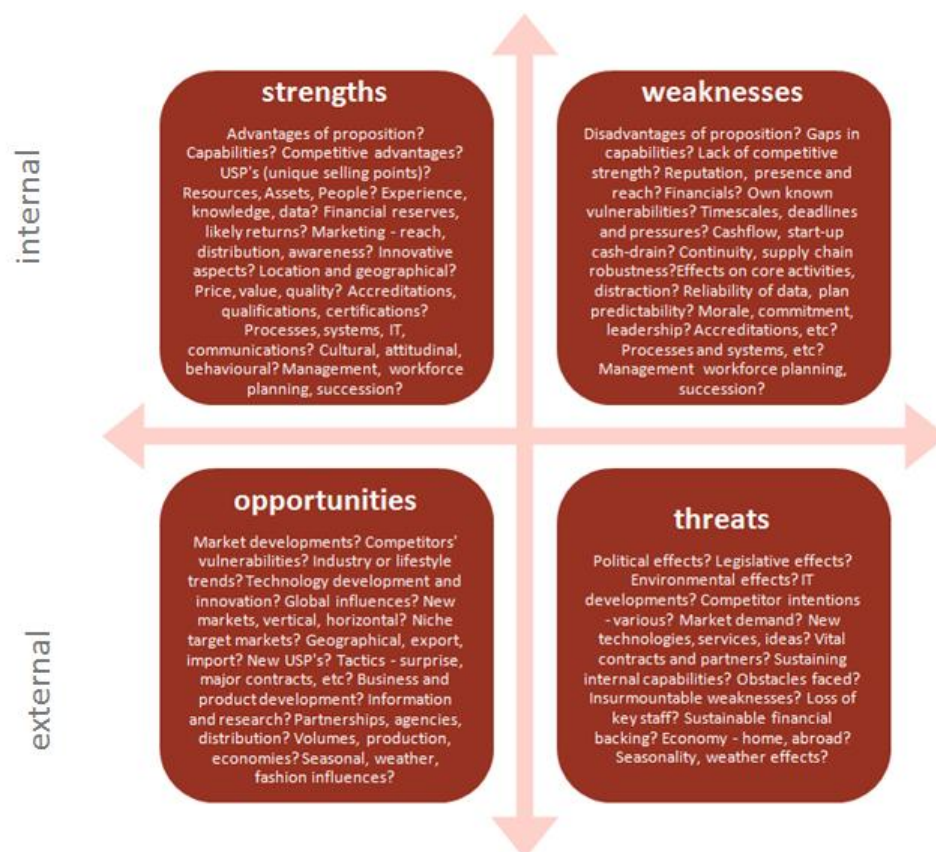 internal
strengths
Advantages of proposition?
Capabilities? Competitive advantages?
USP's (unique selling points)?
Resources, Assets, People? Experience,
knowledge, data? Financial reserves,
likely returns? Marketing - reach,
distribution, awareness? Innovative
aspects? Location and geographical?
Price, value, quality? Accreditations,
qualifications, certifications?
Processes, systems, IT,
communications? Cultural, attitudinal,
behavioural? Management, workforce
planning, succession?
weaknesses
Disadvantages of proposition? Gaps in
capabilities? Lack of competitive
strength? Reputation, presence and
reach? Financials? Own known
vulnerabilities? Timescales, deadlines
and pressures? Cashflow, start-up
cash-drain? Continuity, supply chain
robustness?Effects on core activities,
distraction? Reliability of data, plan
predictability? Morale, commitment,
leadership? Accreditations, etc?
Processes and systems, etc?
Management workforce planning,
succession?
external
opportunities
Market developments? Competitors'
vulnerabilities? Industry or lifestyle
trends? Technology development and
innovation? Global influences? New
markets, vertical, horizontal? Niche
target markets? Geographical, export,
import? New USP's? Tactics - surprise,
major contracts, etc? Business and
product development? Information
and research? Partnerships, agencies,
distribution? Volumes, production,
economies? Seasonal, weather,
fashion influences?
threats
Political effects? Legislative effects?
Environmental effects? IT
developments? Competitor intentions
- various? Market demand? New
technologies, services, ideas? Vital
contracts and partners? Sustaining
internal capabilities? Obstacles faced?
Insurmountable weaknesses? Loss of
key staff? Sustainable financial
backing? Economy - home, abroad?
Seasonality, weather effects?